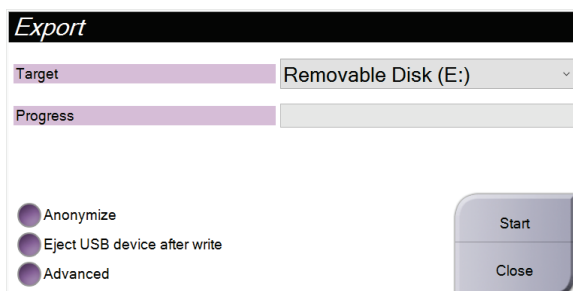 Export
Target
Removable Disk (E:)
Progress
Anonymize
Eject USB device after write
Advanced
Start
Close